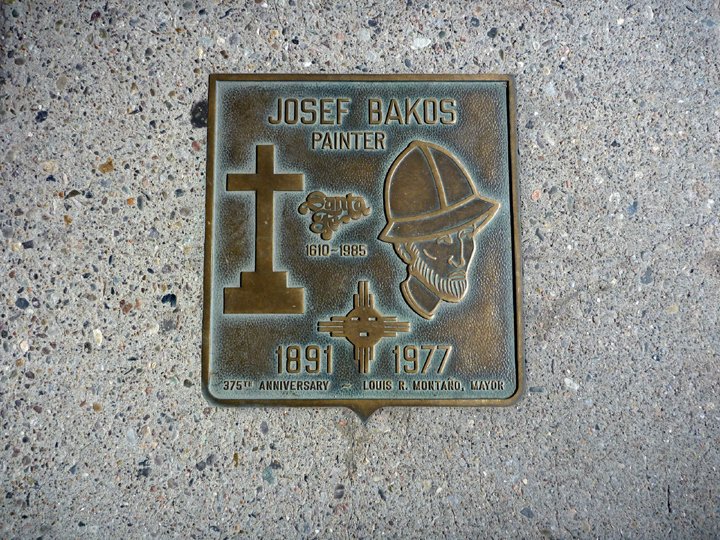 JOSEF BAKOS
PAINTER
Santa
Fe
1610-1985
1891 1977
375TH ANNIVERSARY ~ LOUIS R. MONTAÑO, MAYOR